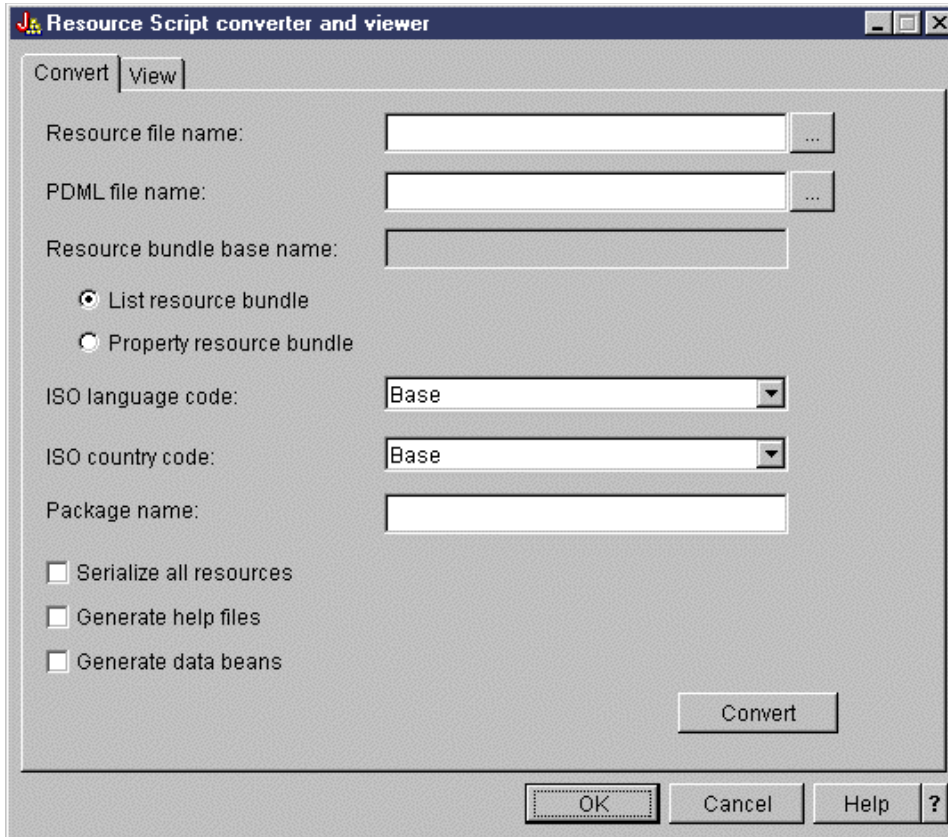 Resource Script converter and viewer
Convert View
Resource file name: ...
PDML file name: ...
Resource bundle base name:
List resource bundle
Property resource bundle
ISO language code: Base
ISO country code: Base
Package name:
Serialize all resources
Generate help files
Generate data beans
Convert
OK Cancel Help ?